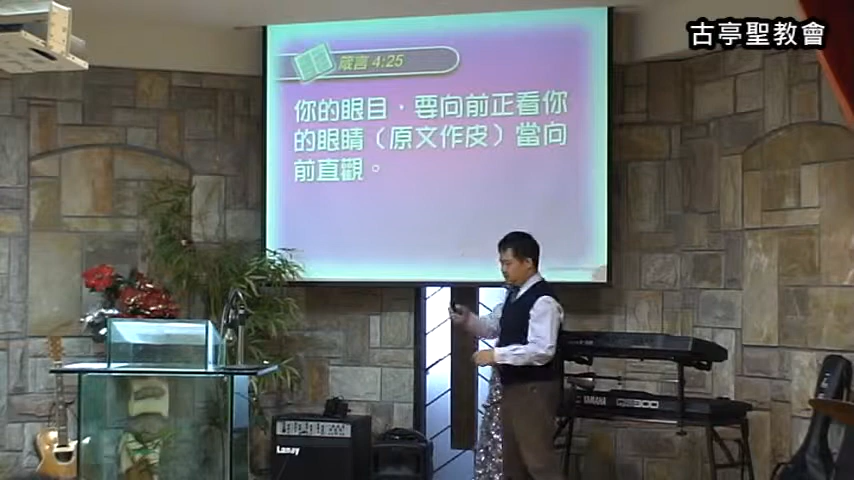 古亭聖教會
箴言 4:25
你的眼目，要向前正看你
的眼睛（原文作皮）當向
前直觀。
Laney
YAMAHA